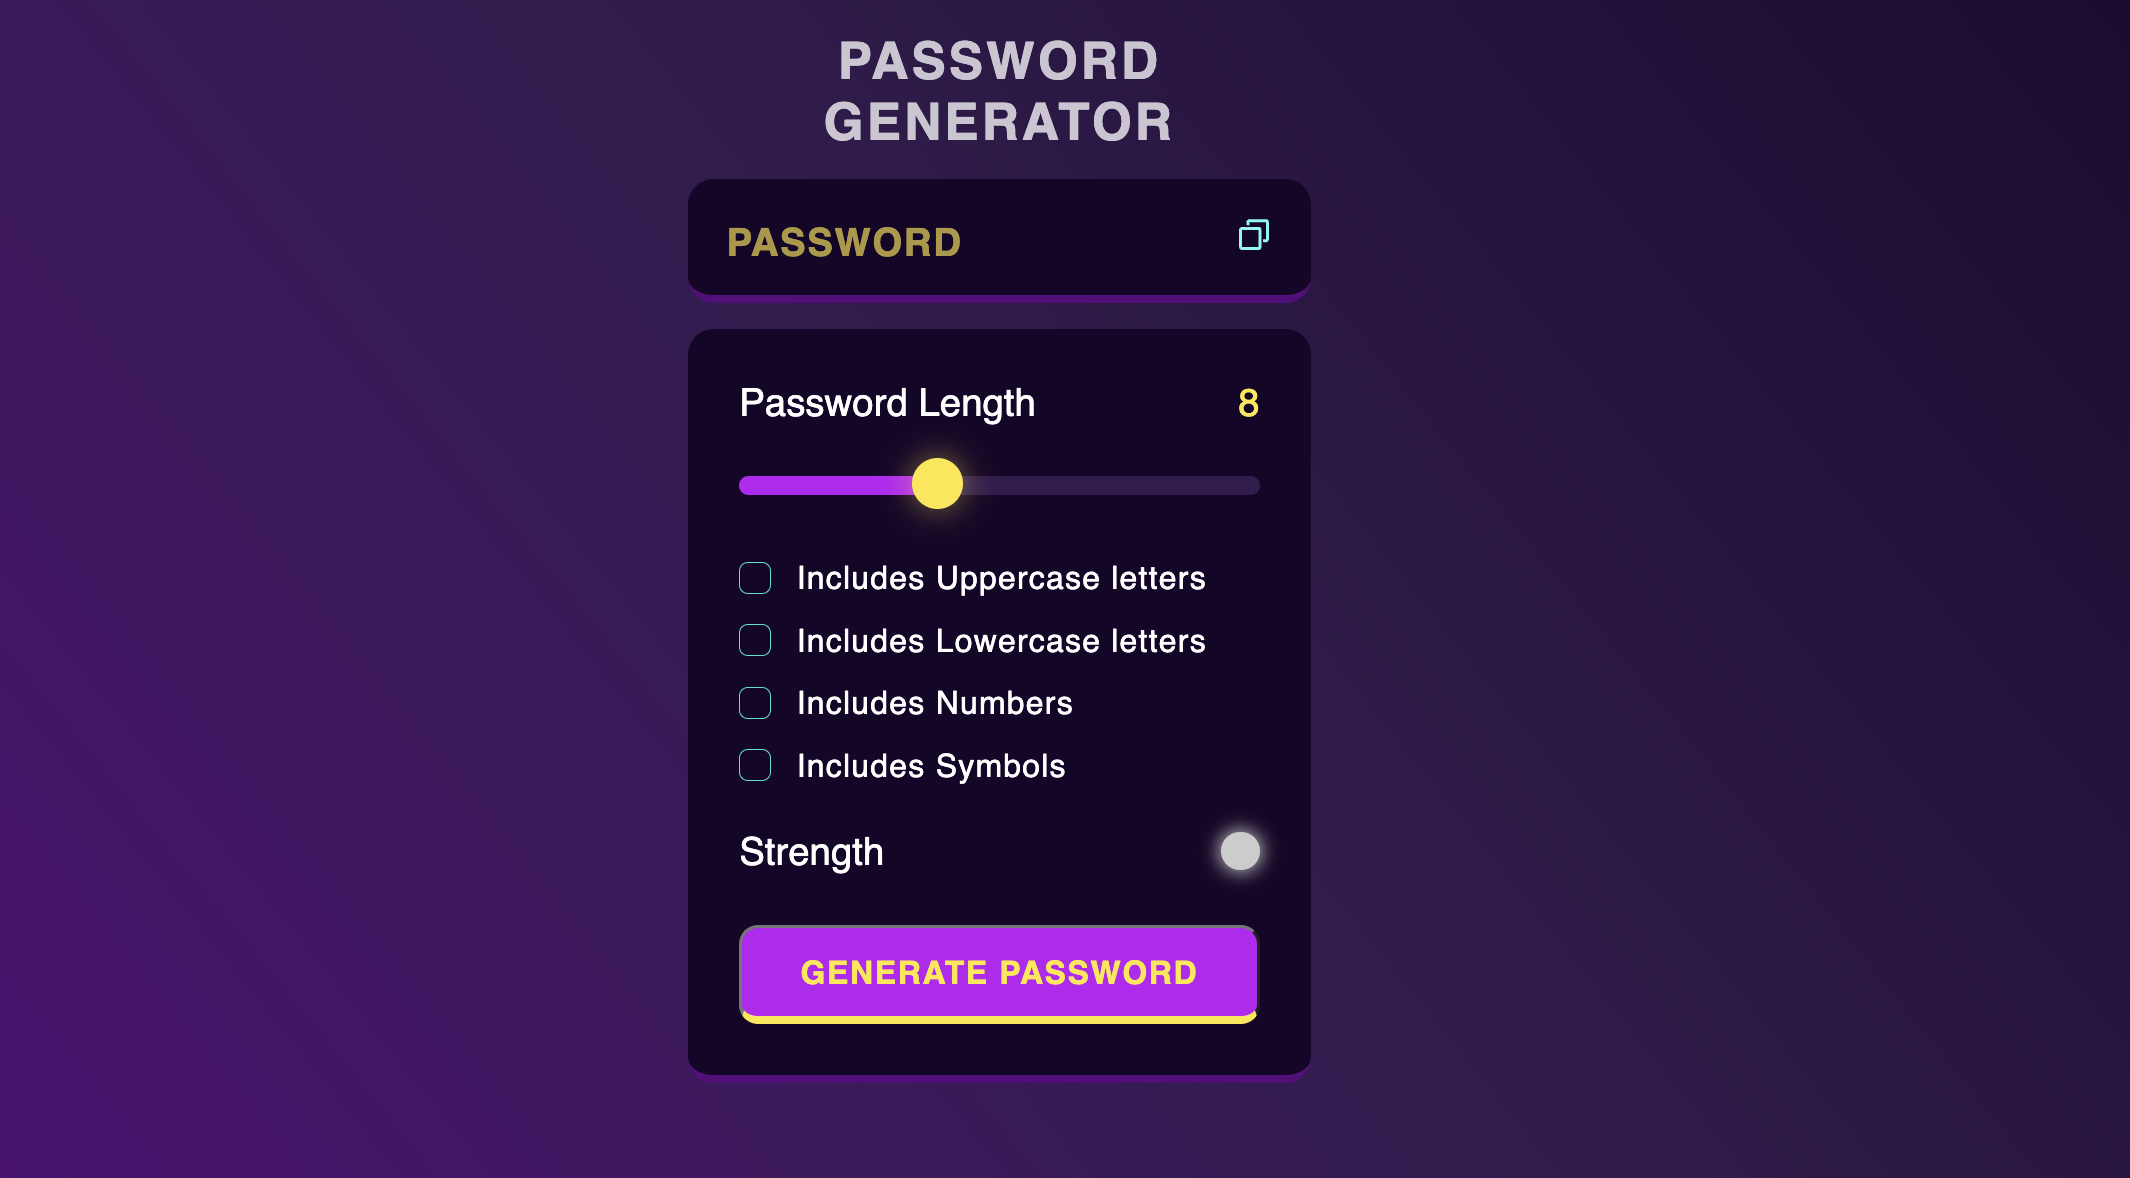 PASSWORD
GENERATOR
PASSWORD
Password Length 8
Includes Uppercase letters
Includes Lowercase letters
Includes Numbers
Includes Symbols
Strength
GENERATE PASSWORD